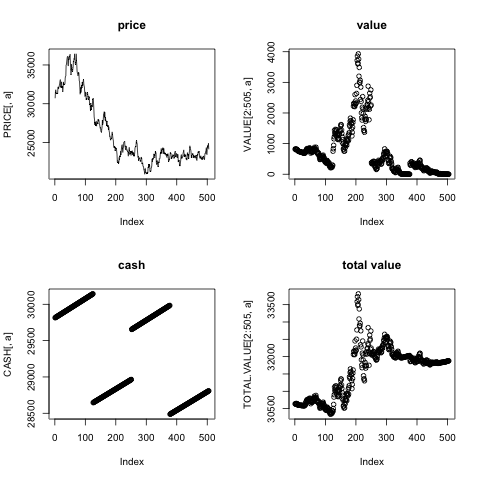 price
PRICE[, a]
25000 30000 35000
0 100 200 300 400 500
Index
value
VALUE[2:505, a]
0 1000 2000 3000 4000
0 100 200 300 400 500
Index
cash
CASH[, a]
28500 29000 29500 30000
0 100 200 300 400 500
Index
total value
TOTAL.VALUE[2:505, a]
30500 32000 33500
0 100 200 300 400 500
Index